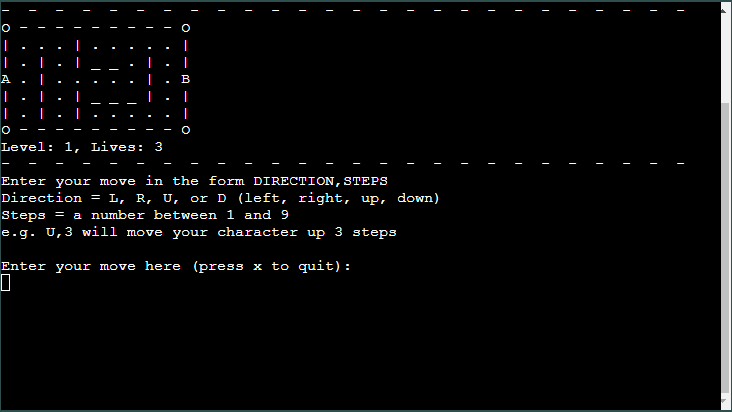 -  -  -  -  -  -  -  -  -  -  -  -  -  -  -  -  -  -  -  -  -  -  -  -  -  -
o - - - - - - - - - o
| . . . | . . . . . |
| . | . | _ _ . | . |
A . | . . . . . | . B
| . | . | _ _ _ | . |
| . | . | . . . . . |
o - - - - - - - - - o
Level: 1, Lives: 3
-  -  -  -  -  -  -  -  -  -  -  -  -  -  -  -  -  -  -  -  -  -  -  -  -  -
Enter your move in the form DIRECTION,STEPS
Direction = L, R, U, or D (left, right, up, down)
Steps = a number between 1 and 9
e.g. U,3 will move your character up 3 steps
Enter your move here (press x to quit):